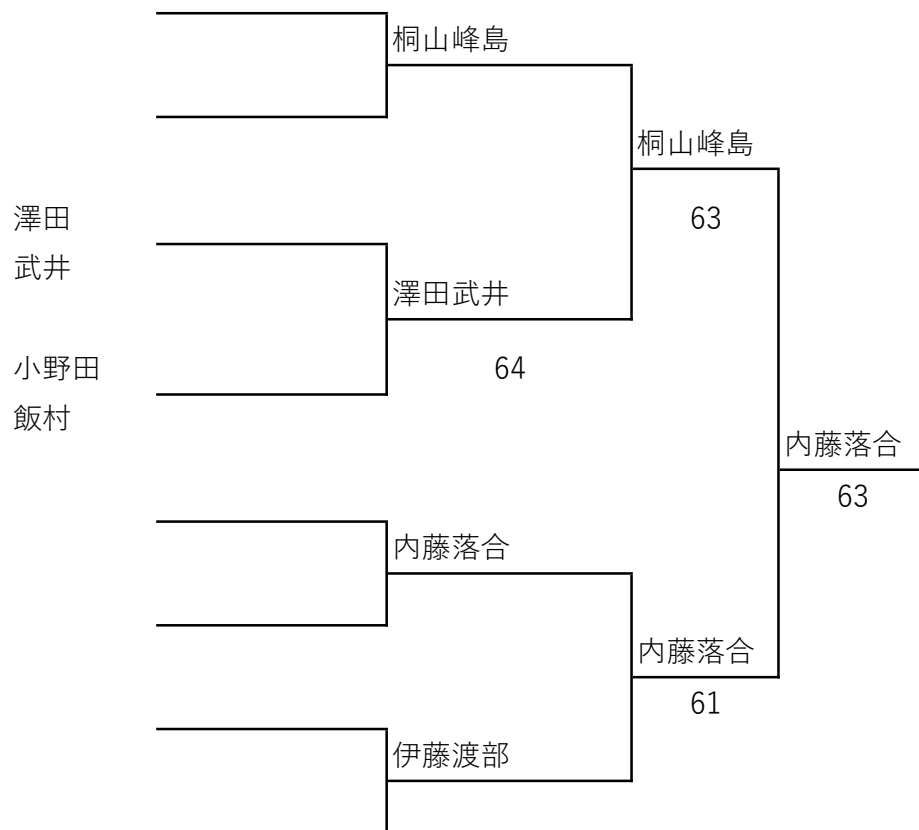 桐山峰島
桐山峰島
63
澤田
武井
澤田武井
64
小野田
飯村
内藤落合
63
内藤落合
内藤落合
61
伊藤渡部